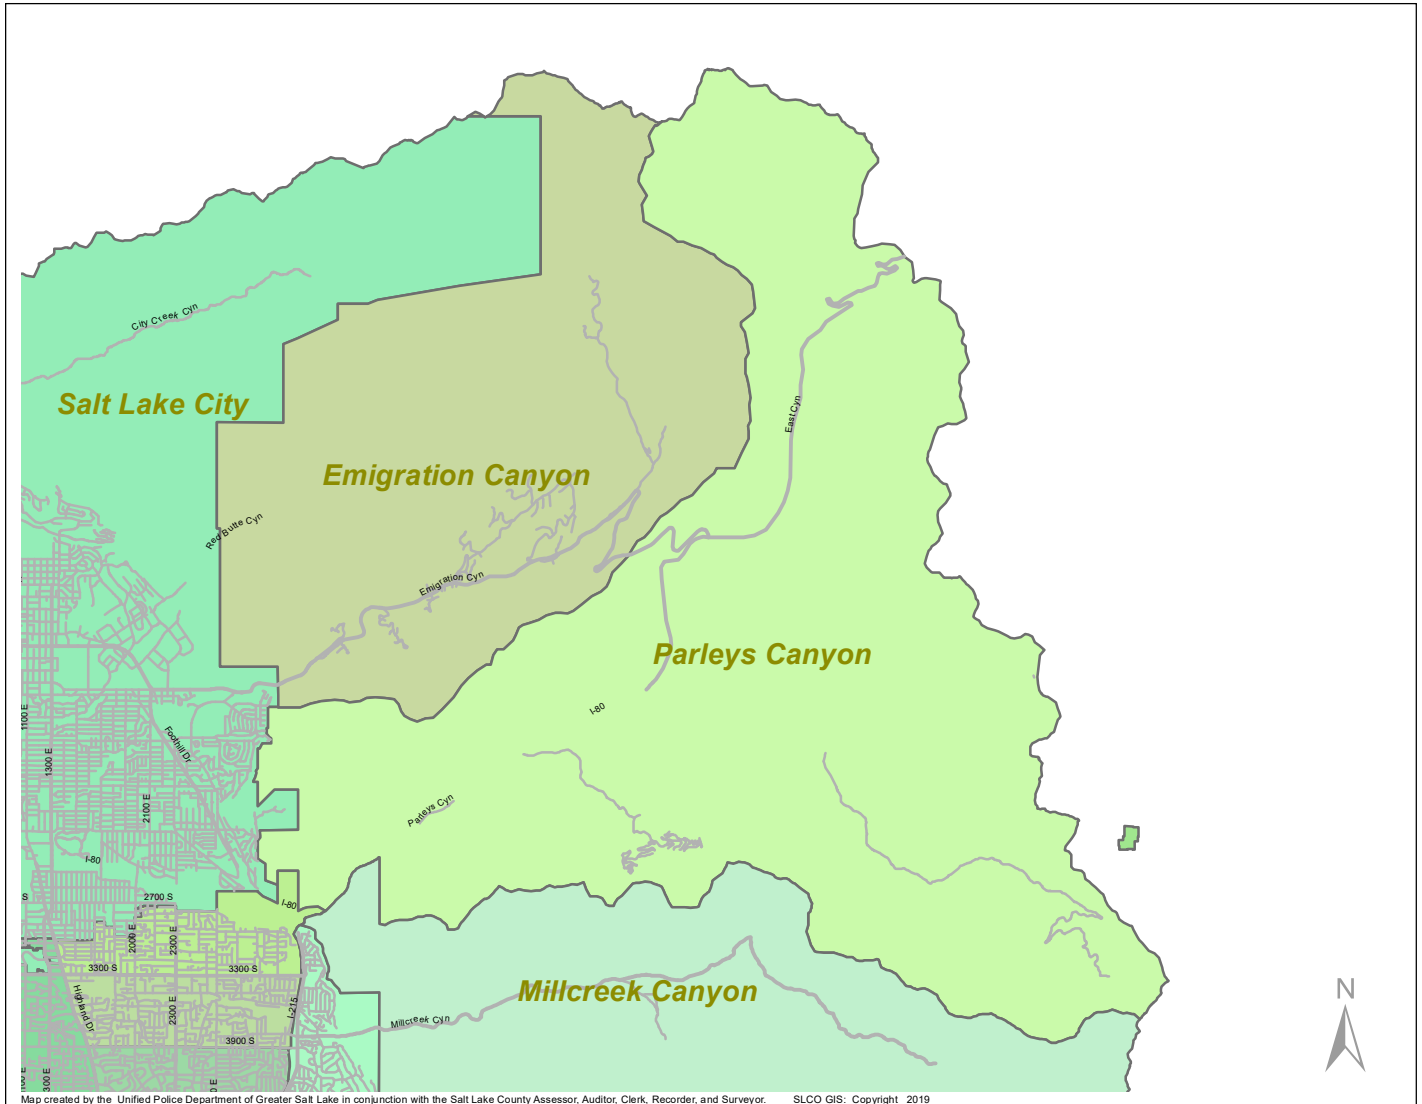 City Creek Cyn
Salt Lake City
East Cyn
Emigration Canyon
Red Butte Cyn
Emigration Cyn
Parleys Canyon
I-80
1100 E
1300 E
Foothill Dr
2100 E
Parleys Cyn
I-80
S
2700 S
I-80
2000 E
2300 E
3300 S
3300 S
Highland Dr
2300 E
I-215
Millcreek Canyon
Millcreek Cyn
3900 S
N
Map created by the Unified Police Department of Greater Salt Lake in conjunction with the Salt Lake County Assessor, Auditor, Clerk, Recorder, and Surveyor. SLCO GIS: Copyright 2019